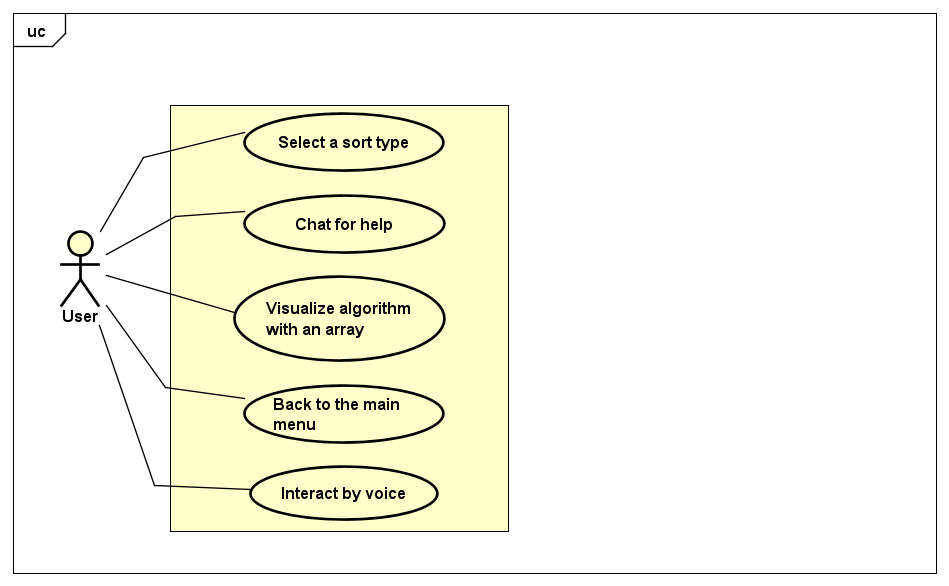 uc
Select a sort type
Chat for help
Visualize algorithm
with an array
User
Back to the main
menu
Interact by voice